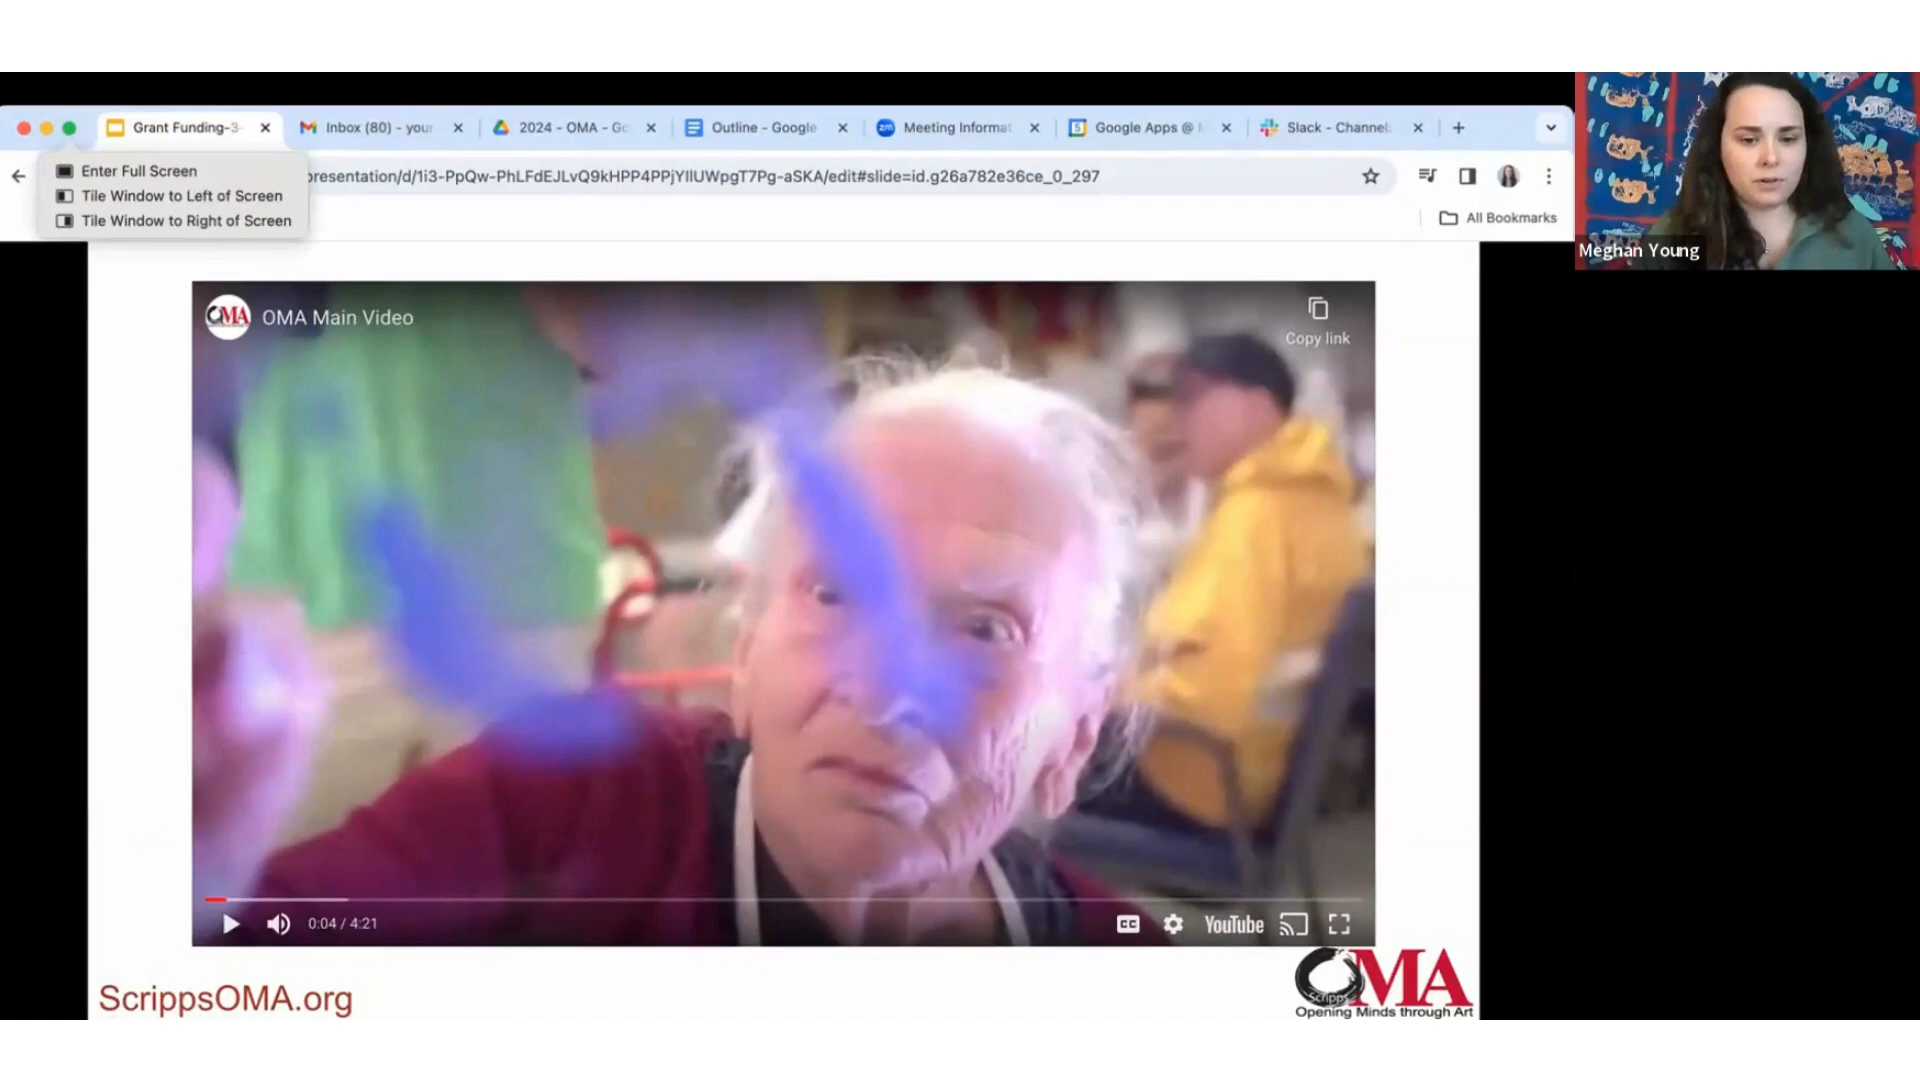 Grant Funding-3-
Inbox (80) - your
2024 - OMA - Go
Outline - Google
zm
Meeting Informat
5
Google Apps @
Slack - Channel:
Enter Full Screen
Tile Window to Left of Screen
Tile Window to Right of Screen
resentation/d/1i3-PpQw-PhLFdEJLvQ9kHPP4PPjYIlUWpgT7Pg-aSKA/edit#slide=id.g26a782e36ce_0_297
All Bookmarks
Meghan Young
OMA
OMA Main Video
Copy link
0:04 / 4:21
CC
YouTube
ScrippsOMA.org
OMA
Scripps
Opening Minds through Art